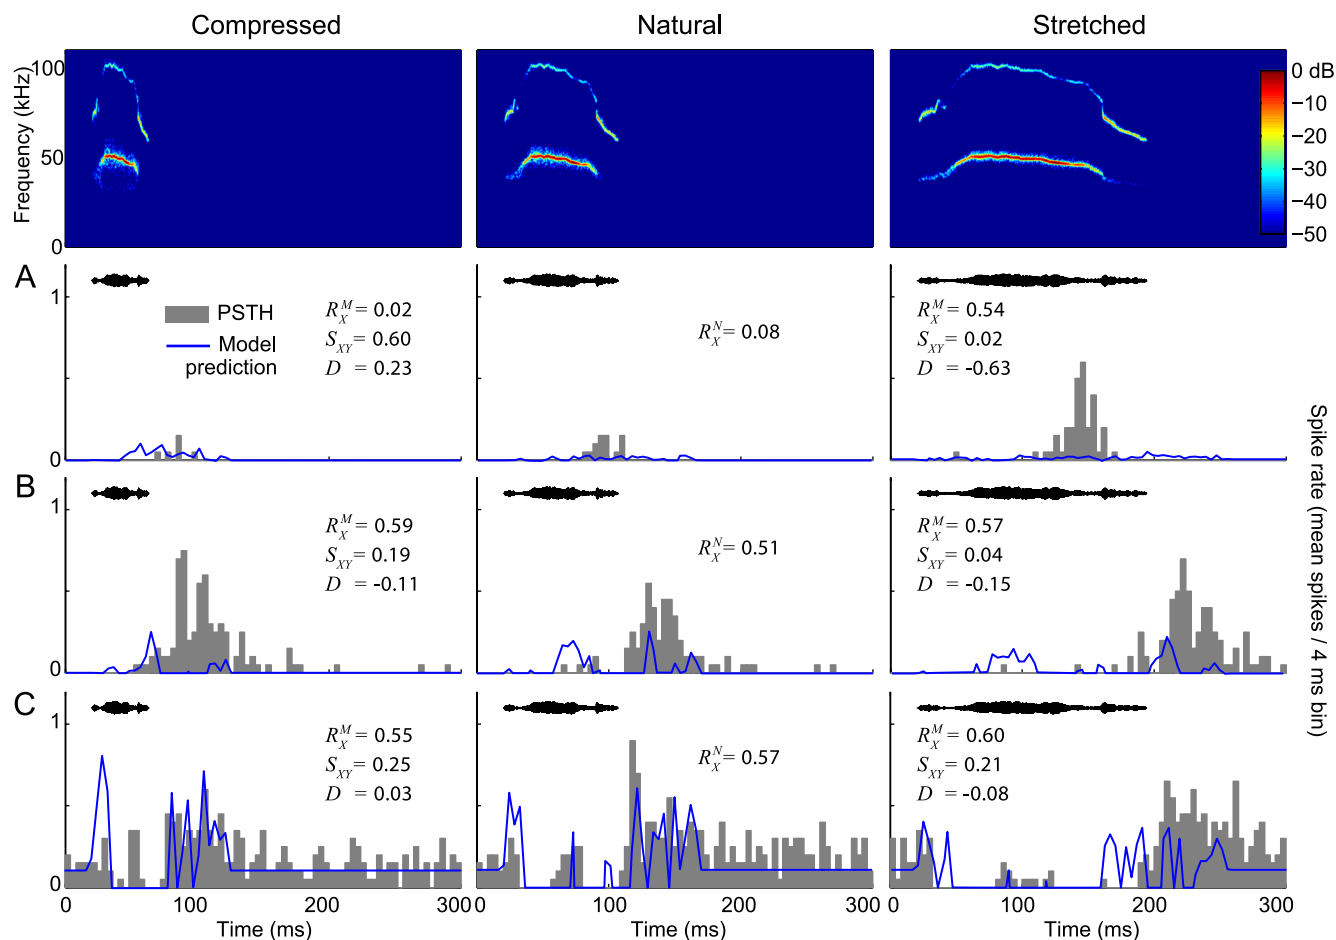 Compressed Natural Stretched
Frequency (kHz)
100
50
0
0 dB
−10
−20
−30
−40
−50
A
1
0
PSTH
Model
prediction
R_X^M = 0.02
S_XY = 0.60
D = 0.23
R_X^N = 0.08
R_X^M = 0.54
S_XY = 0.02
D = -0.63
B
1
0
R_X^M = 0.59
S_XY = 0.19
D = -0.11
R_X^N = 0.51
R_X^M = 0.57
S_XY = 0.04
D = -0.15
C
1
0
R_X^M = 0.55
S_XY = 0.25
D = 0.03
R_X^N = 0.57
R_X^M = 0.60
S_XY = 0.21
D = -0.08
Spike rate (mean spikes / 4 ms bin)
0 100 200 300 0 100 200 300 0 100 200 300
Time (ms) Time (ms) Time (ms)